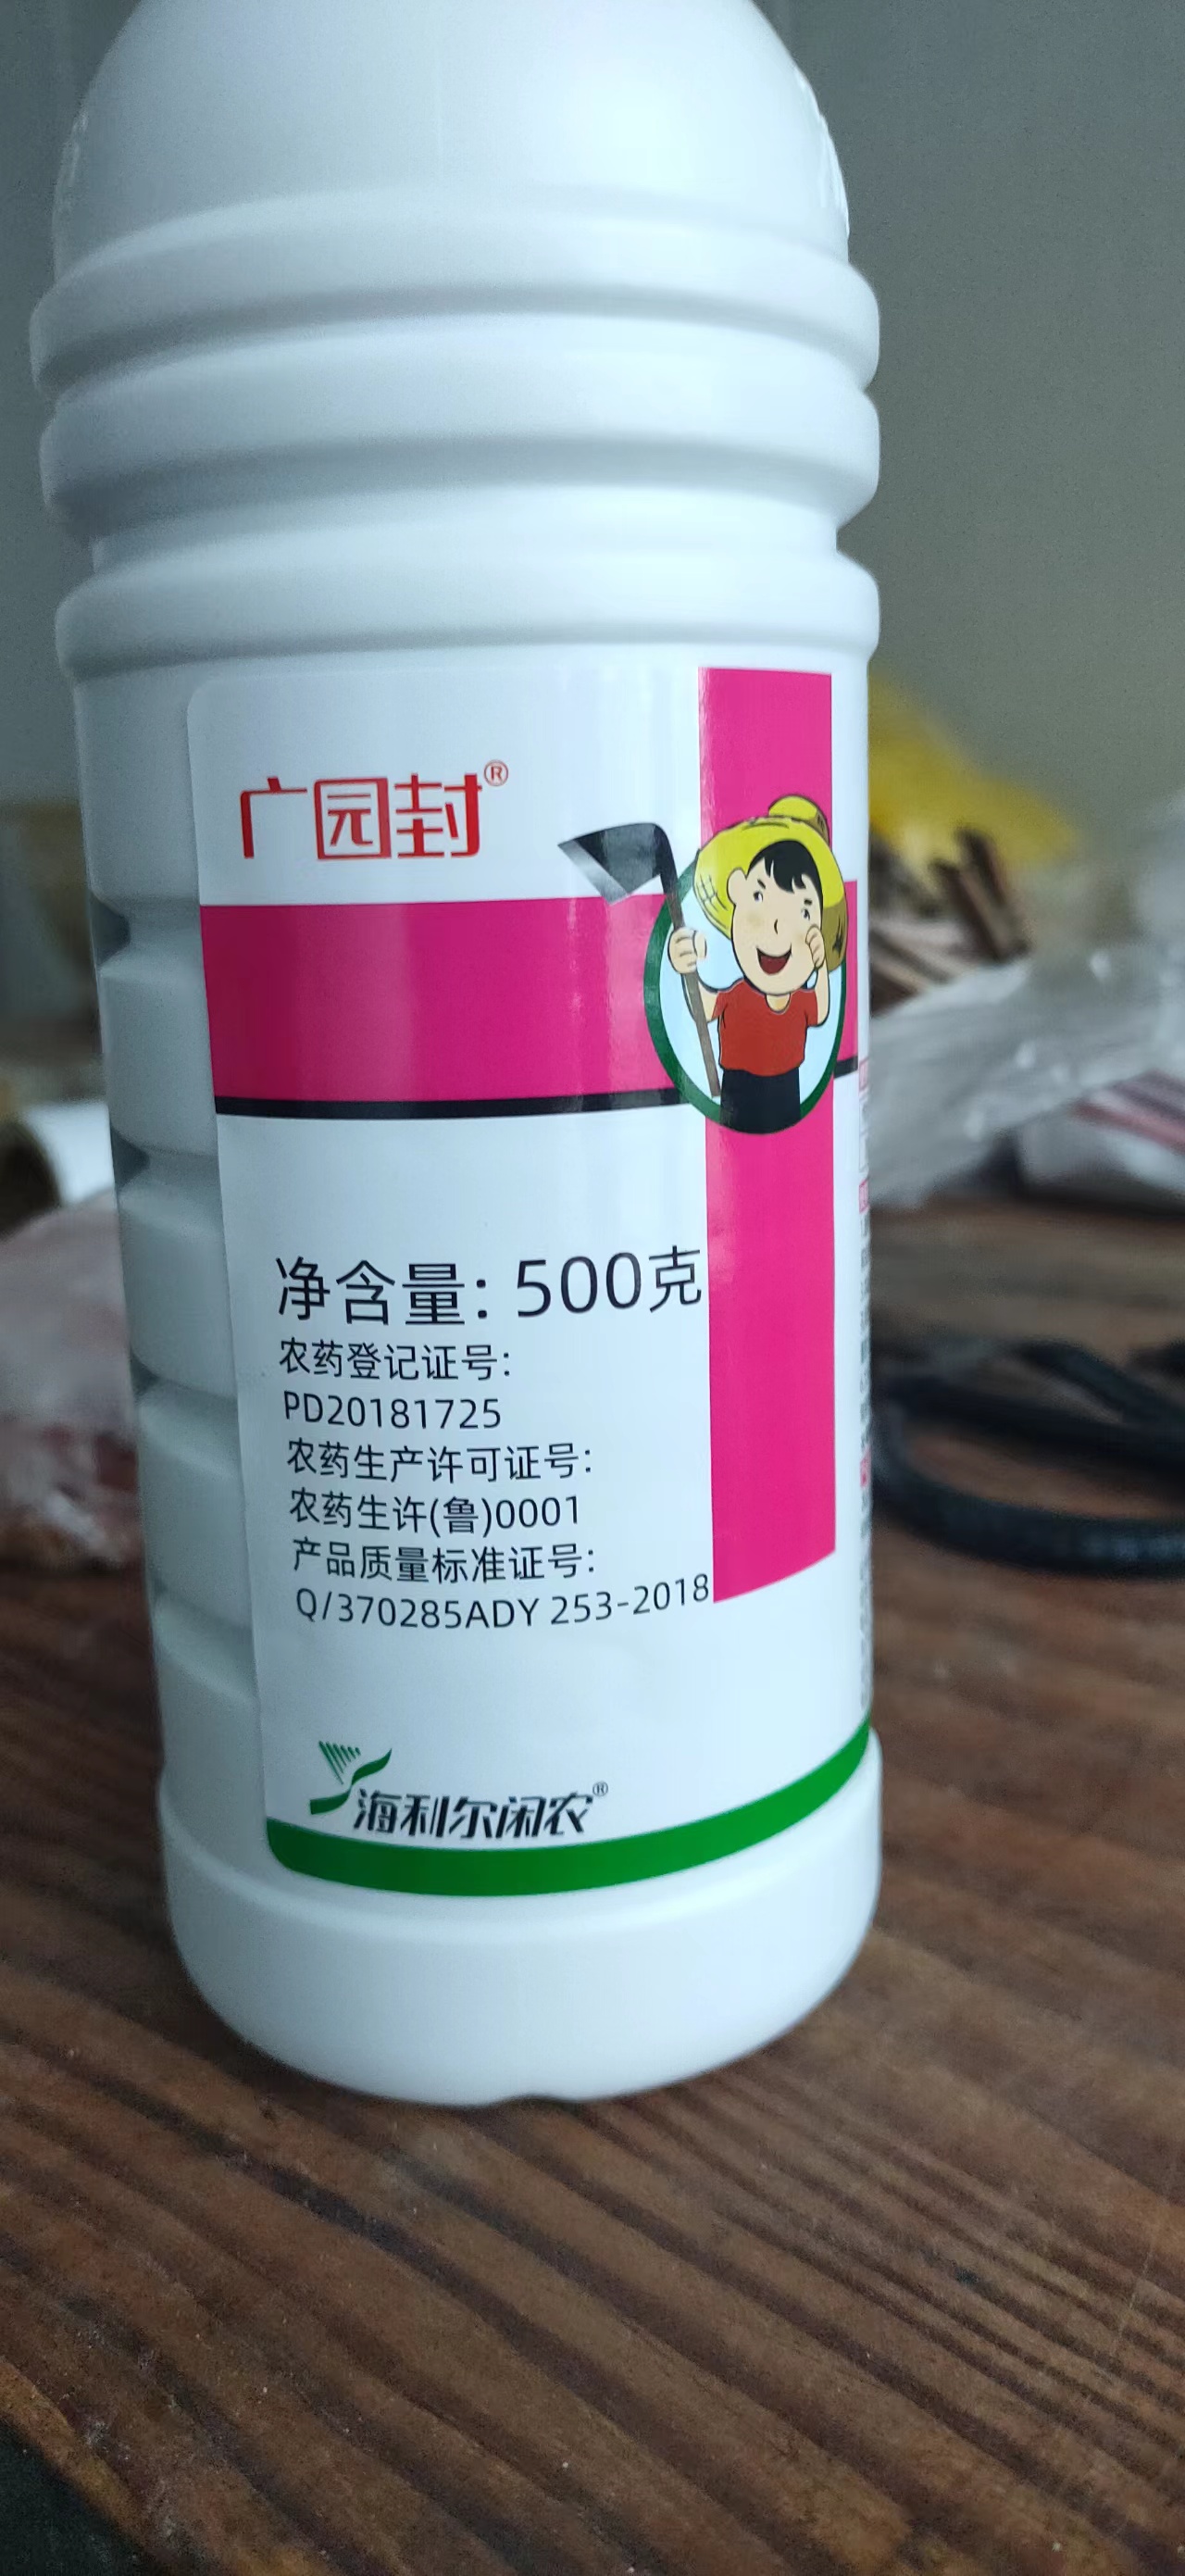 广园封®
净含量：500克
农药登记证号：
PD20181725
农药生产许可证号：
农药生许(鲁)0001
产品质量标准证号：
Q/370285ADY 253-2018
海利尔闲农®